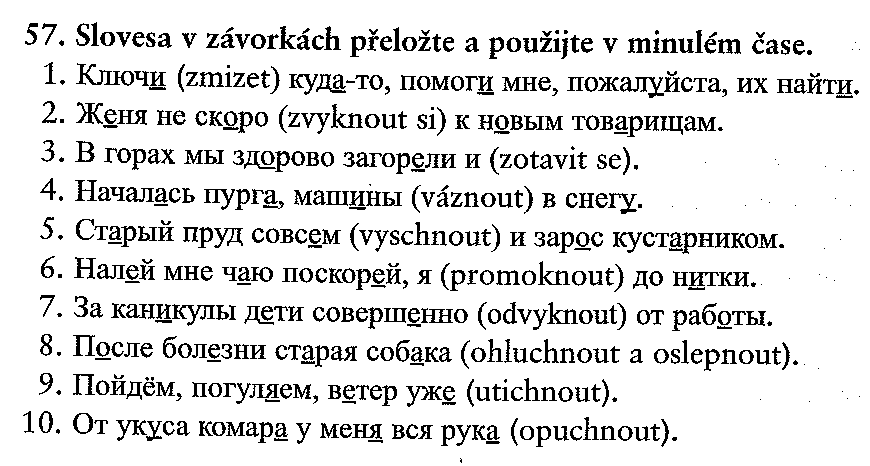 57. Slovesa v závorkách přeložte a použijte v minulém čase.
1. Ключи (zmizet) куда-то, помоги мне, пожалуйста, их найти.
2. Женя не скоро (zvyknout si) к новым товарищам.
3. В горах мы здорово загорели и (zotavit se).
4. Началась пурга, машины (váznout) в снегу.
5. Старый пруд совсем (vyschnout) и зарос кустарником.
6. Налей мне чаю поскорей, я (promoknout) до нитки.
7. За каникулы дети совершенно (odvyknout) от работы.
8. После болезни старая собака (ohluchnout a oslepnout).
9. Пойдём, погуляем, ветер уже (utichnout).
10. От укуса комара у меня вся рука (opuchnout).